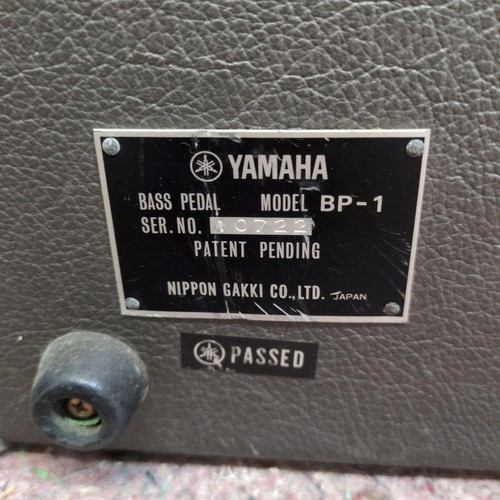 YAMAHA
BASS PEDAL MODEL BP-1
SER. NO. 10722
PATENT PENDING
NIPPON GAKKI CO., LTD. JAPAN
PASSED